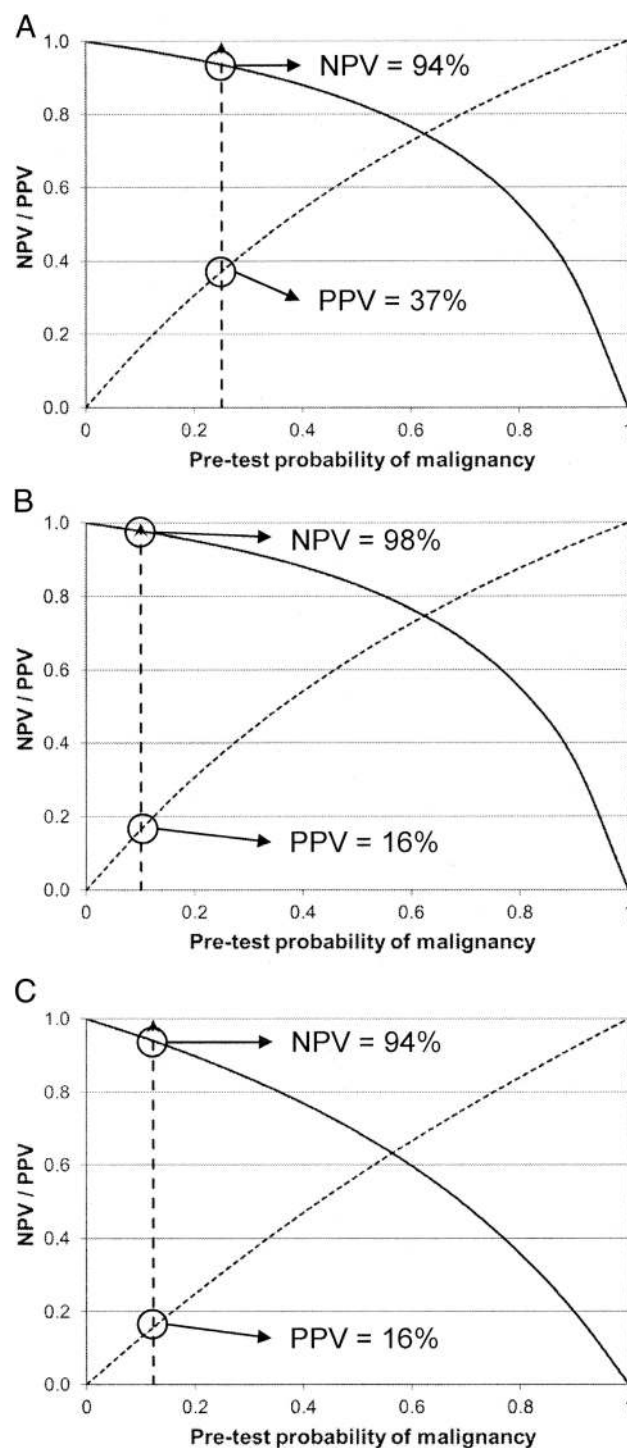 A
1.0
0.8
0.6
0.4
0.2
0.0
NPV / PPV
NPV = 94%
PPV = 37%
0 0.2 0.4 0.6 0.8 1
Pre-test probability of malignancy
B
1.0
0.8
0.6
0.4
0.2
0.0
NPV / PPV
NPV = 98%
PPV = 16%
0 0.2 0.4 0.6 0.8
Pre-test probability of malignancy
C
1.0
0.8
0.6
0.4
0.2
0.0
NPV / PPV
NPV = 94%
PPV = 16%
0 0.2 0.4 0.6 0.8
Pre-test probability of malignancy